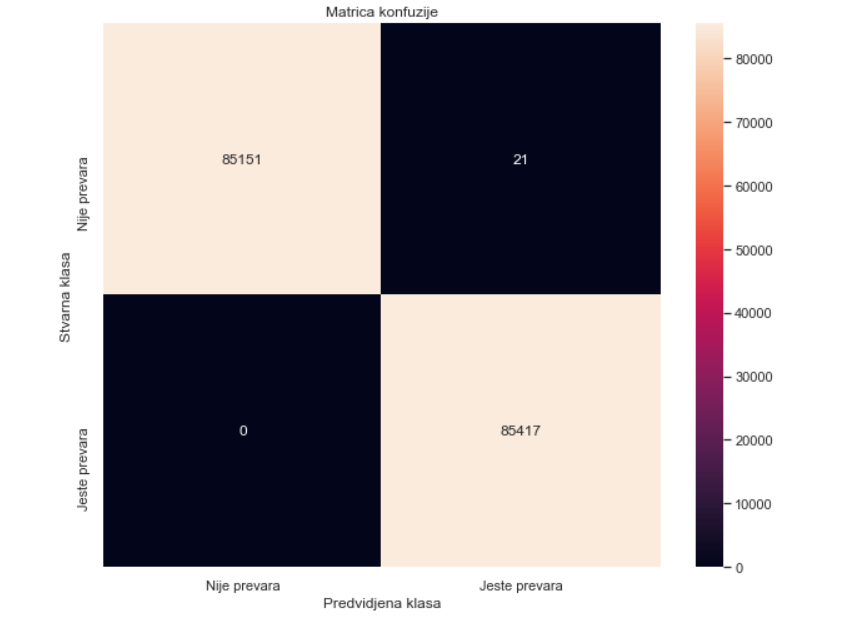 Matrica konfuzije
Stvarna klasa
Nije prevara
Jeste prevara
85151
21
0
85417
Nije prevara
Jeste prevara
Predvidjena klasa
80000
70000
60000
50000
40000
30000
20000
10000
0